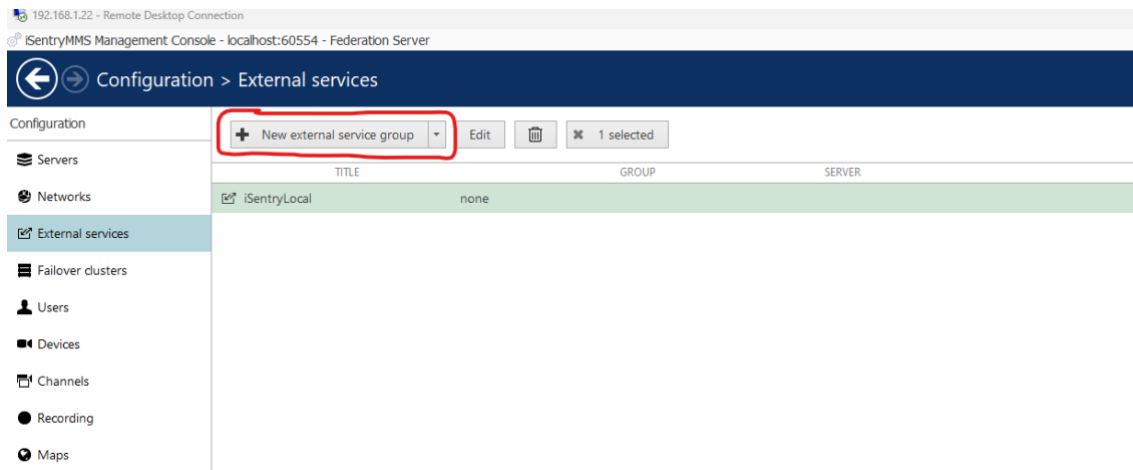 192.168.1.22 - Remote Desktop Connection
iSentryMMS Management Console - localhost:60554 - Federation Server
Configuration > External services
Configuration
New external service group Edit 1 selected
TITLE GROUP SERVER
Servers
iSentryLocal none
Networks
External services
Failover clusters
Users
Devices
Channels
Recording
Maps